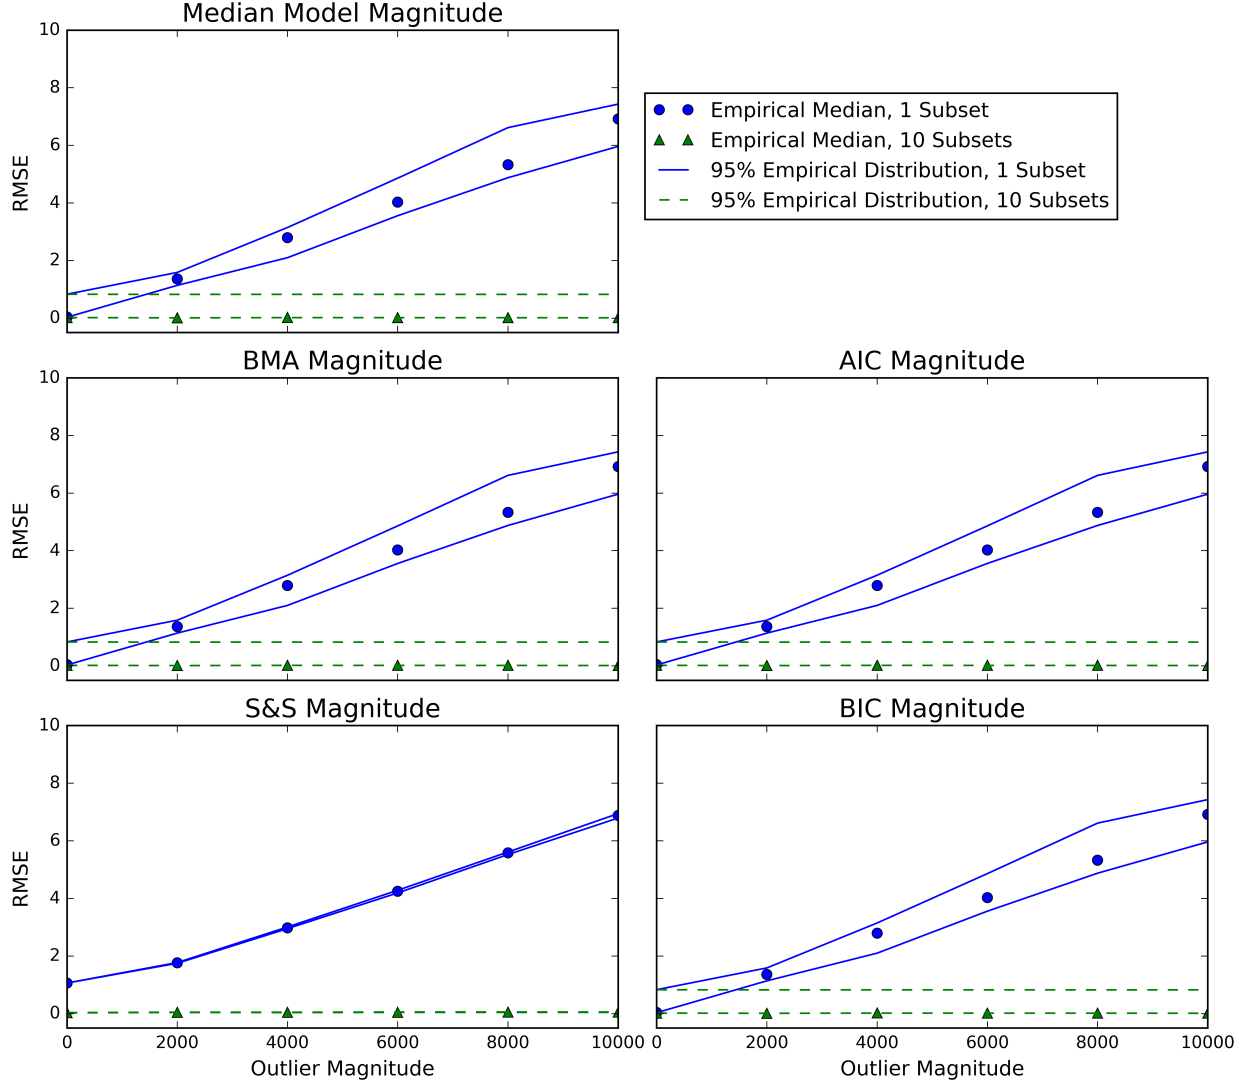 Median Model Magnitude
10
8
6
4
2
0
RMSE
Empirical Median, 1 Subset
Empirical Median, 10 Subsets
95% Empirical Distribution, 1 Subset
95% Empirical Distribution, 10 Subsets
BMA Magnitude
10
8
6
4
2
0
RMSE
AIC Magnitude
S&S Magnitude
10
8
6
4
2
0
RMSE
0 2000 4000 6000 8000 10000
Outlier Magnitude
BIC Magnitude
0 2000 4000 6000 8000 10000
Outlier Magnitude